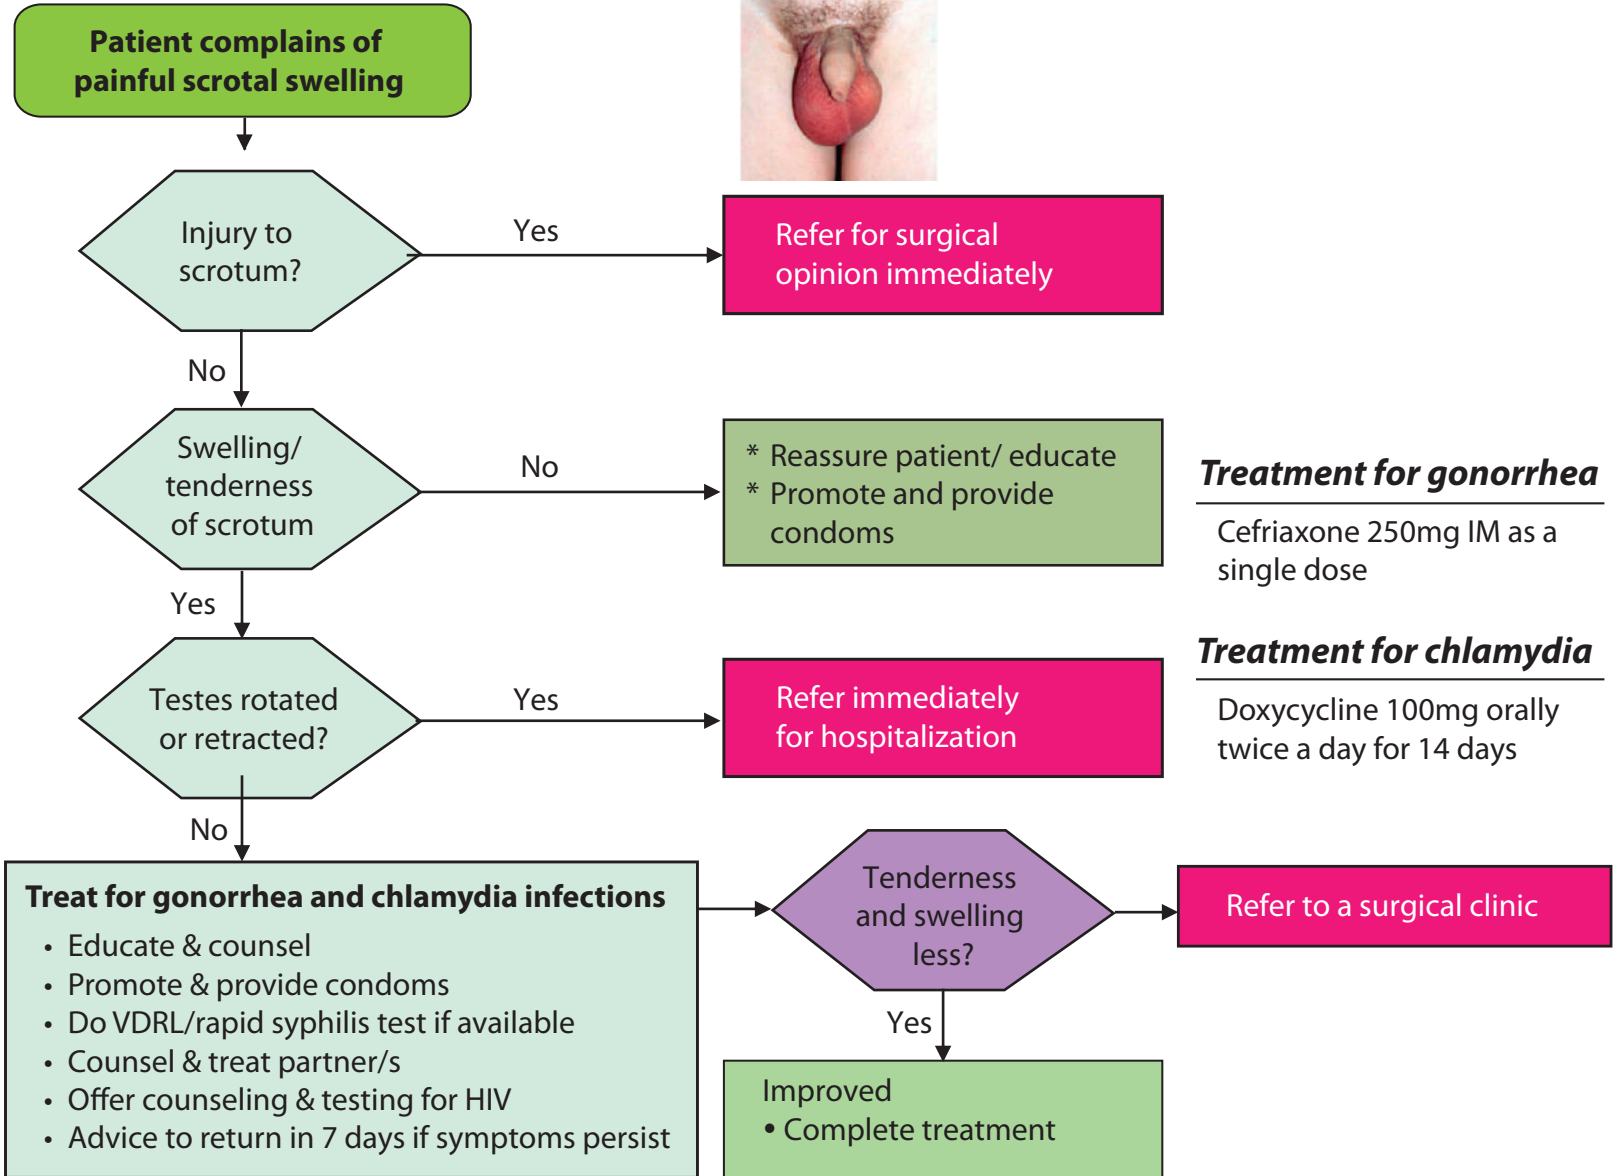 Patient complains of
painful scrotal swelling
Injury to
scrotum?
Yes
Refer for surgical
opinion immediately
No
Swelling/
tenderness
of scrotum
No
* Reassure patient/ educate
* Promote and provide
condoms
Treatment for gonorrhea
Cefriaxone 250mg IM as a
single dose
Yes
Testes rotated
or retracted?
Yes
Refer immediately
for hospitalization
Treatment for chlamydia
Doxycycline 100mg orally
twice a day for 14 days
No
Treat for gonorrhea and chlamydia infections
• Educate & counsel
• Promote & provide condoms
• Do VDRL/rapid syphilis test if available
• Counsel & treat partner/s
• Offer counseling & testing for HIV
• Advice to return in 7 days if symptoms persist
Tenderness
and swelling
less?
Refer to a surgical clinic
Yes
Improved
• Complete treatment